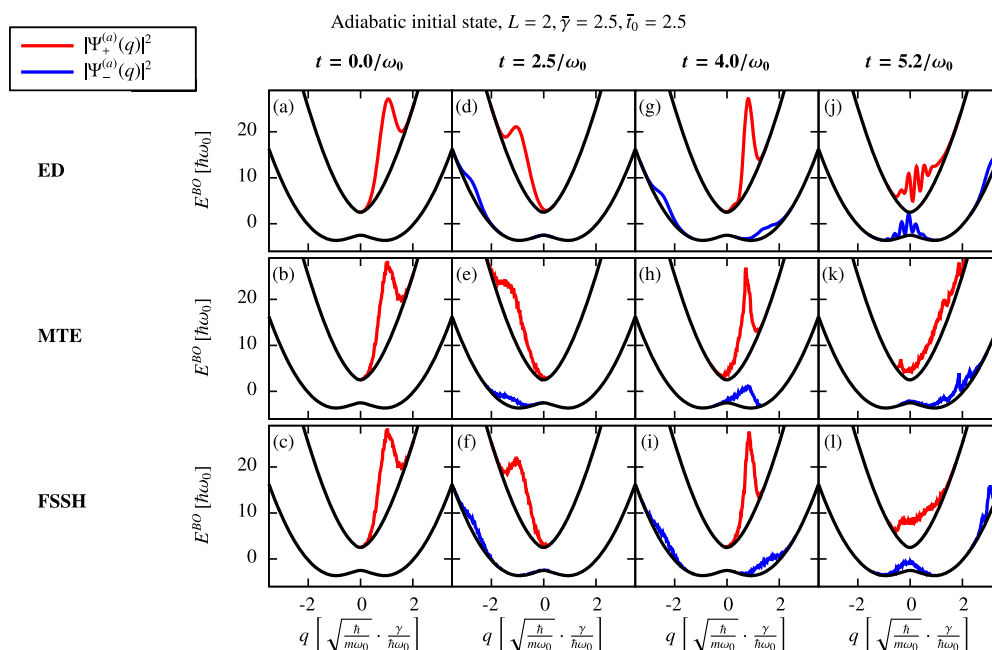 Adiabatic initial state, L = 2, γ̄ = 2.5, t̄₀ = 2.5
|Ψ₊⁽ᵃ⁾(q)|²
|Ψ₋⁽ᵃ⁾(q)|²
t = 0.0/ω₀ t = 2.5/ω₀ t = 4.0/ω₀ t = 5.2/ω₀
ED
E^{BO} [ħω₀]
20
10
0
(a) (d) (g) (j)
MTE
E^{BO} [ħω₀]
20
10
0
(b) (e) (h) (k)
FSSH
E^{BO} [ħω₀]
20
10
0
(c) (f) (i) (l)
-2 0 2 -2 0 2 -2 0 2 -2 0 2
q [√(ħ/(mω₀)) · γ/(ħω₀)] q [√(ħ/(mω₀)) · γ/(ħω₀)] q [√(ħ/(mω₀)) · γ/(ħω₀)] q [√(ħ/(mω₀)) · γ/(ħω₀)]